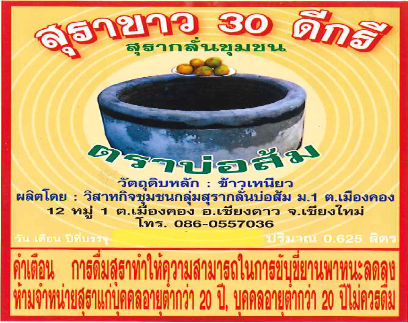 สุราขาว 30 ดีกรี
สุรากลั่นชุมชน
ตราบ่อส้ม
วัตถุดิบหลัก : ข้าวเหนียว
ผลิตโดย : วิสาหกิจชุมชนกลุ่มสุรากลั่นบ่อส้ม ม.1 ต.เมืองคอง
12 หมู่ 1 ต.เมืองคอง อ.เชียงดาว จ.เชียงใหม่
โทร. 086-0557036
วัน เดือน ปีที่บรรจุ ปริมาณ 0.625 ลิตร
คำเตือน การดื่มสุราทำให้ความสามารถในการขับขี่ยานพาหนะลดลง
ห้ามจำหน่ายสุราแก่บุคคลอายุต่ำกว่า 20 ปี, บุคคลอายุต่ำกว่า 20 ปีไม่ควรดื่ม